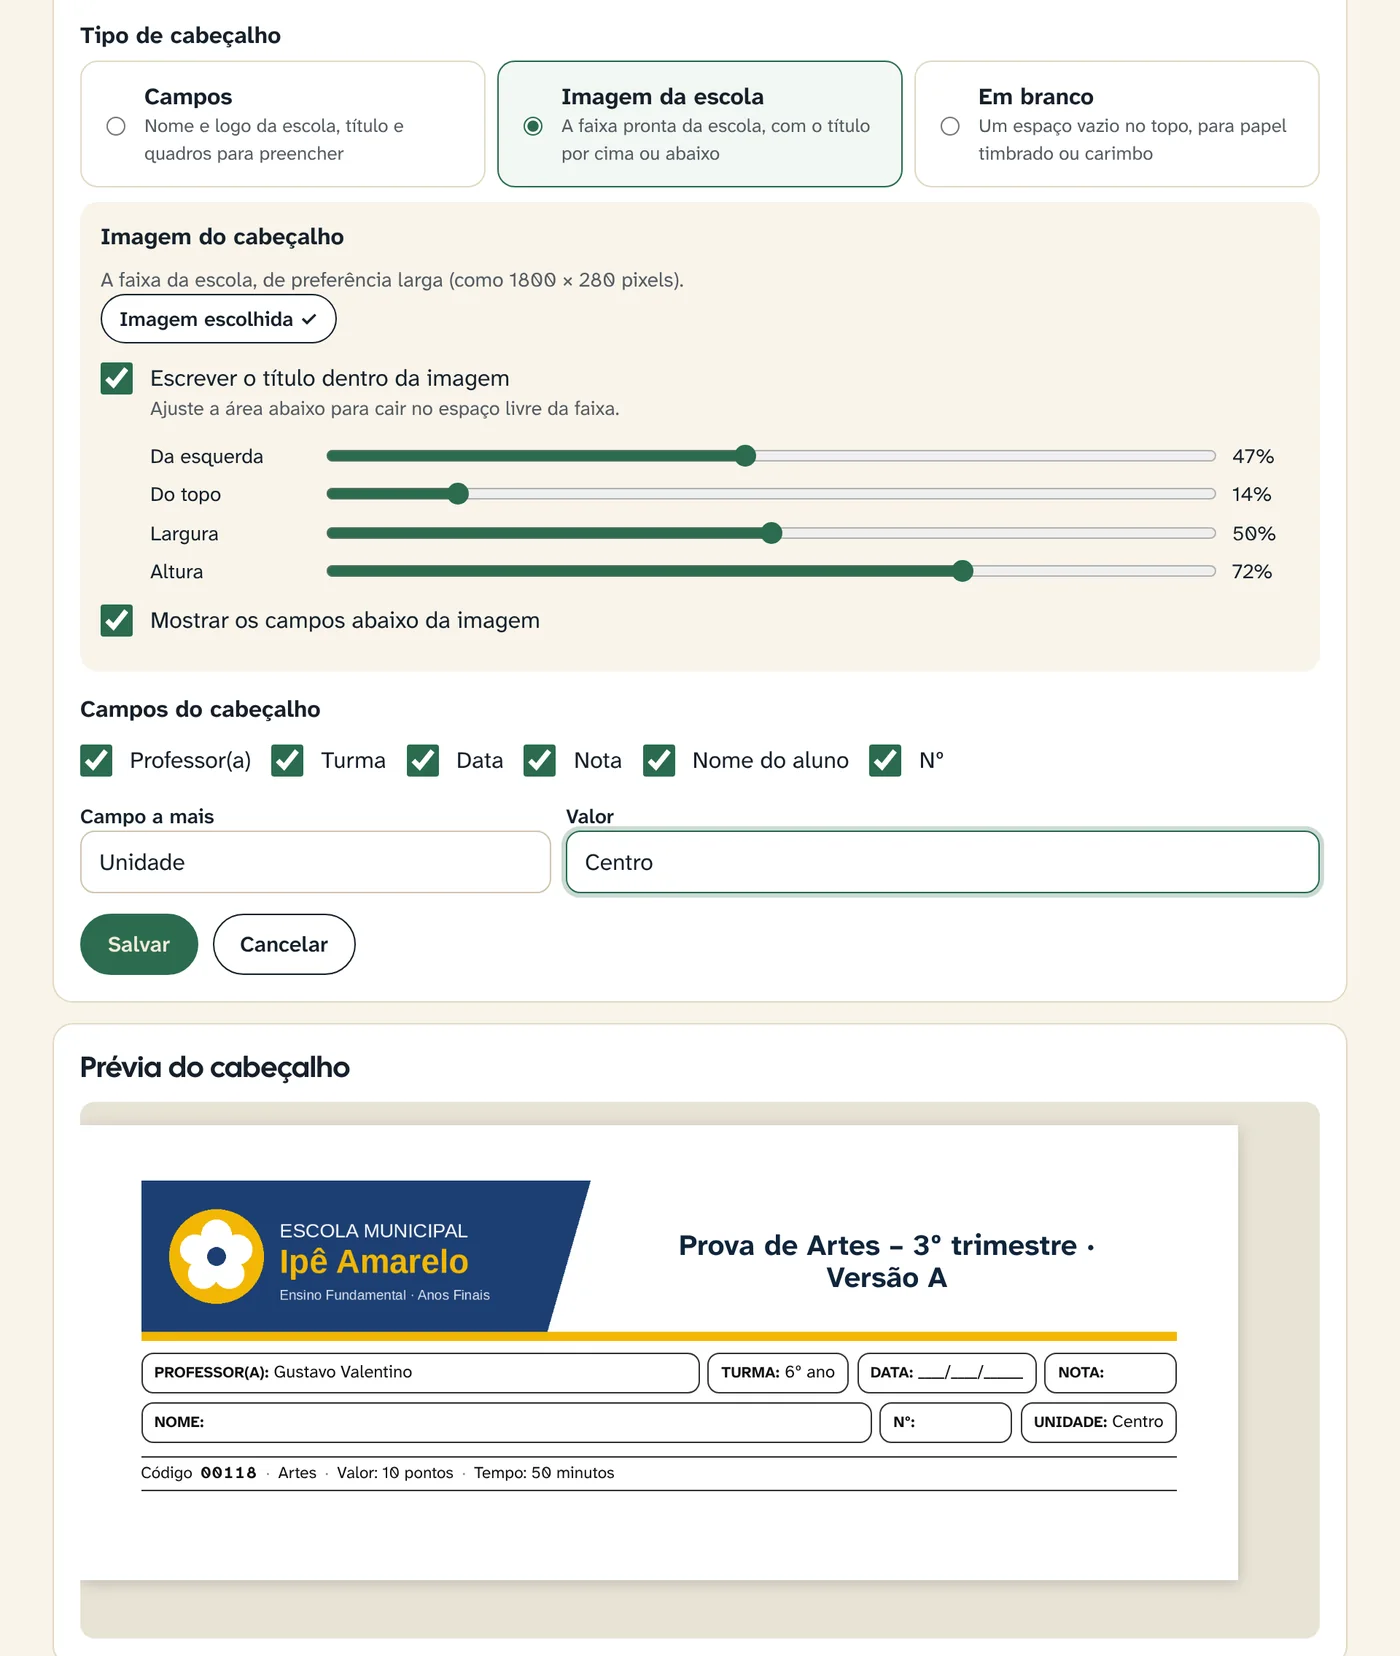 Tipo de cabeçalho
Campos
Nome e logo da escola, título e
quadros para preencher
Imagem da escola
A faixa pronta da escola, com o título
por cima ou abaixo
Em branco
Um espaço vazio no topo, para papel
timbrado ou carimbo
Imagem do cabeçalho
A faixa da escola, de preferência larga (como 1800 × 280 pixels).
Imagem escolhida ✓
Escrever o título dentro da imagem
Ajuste a área abaixo para cair no espaço livre da faixa.
Da esquerda 47%
Do topo 14%
Largura 50%
Altura 72%
Mostrar os campos abaixo da imagem
Campos do cabeçalho
Professor(a) Turma Data Nota Nome do aluno Nº
Campo a mais Valor
Unidade Centro
Salvar Cancelar
Prévia do cabeçalho
ESCOLA MUNICIPAL
Ipê Amarelo
Ensino Fundamental · Anos Finais
Prova de Artes – 3º trimestre ·
Versão A
PROFESSOR(A): Gustavo Valentino TURMA: 6º ano DATA: ___/___/_____ NOTA:
NOME: Nº: UNIDADE: Centro
Código 00118 · Artes · Valor: 10 pontos · Tempo: 50 minutos